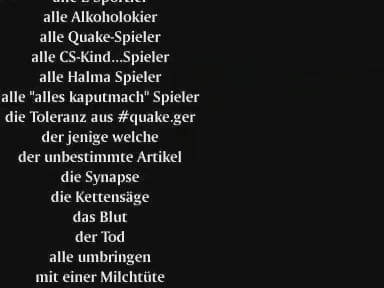 alle E-Sportler
alle Alkoholokier
alle Quake-Spieler
alle CS-Kind...Spieler
alle Halma Spieler
alle "alles kaputmach" Spieler
die Toleranz aus #quake.ger
der jenige welche
der unbestimmte Artikel
die Synapse
die Kettensäge
das Blut
der Tod
alle umbringen
mit einer Milchtüte